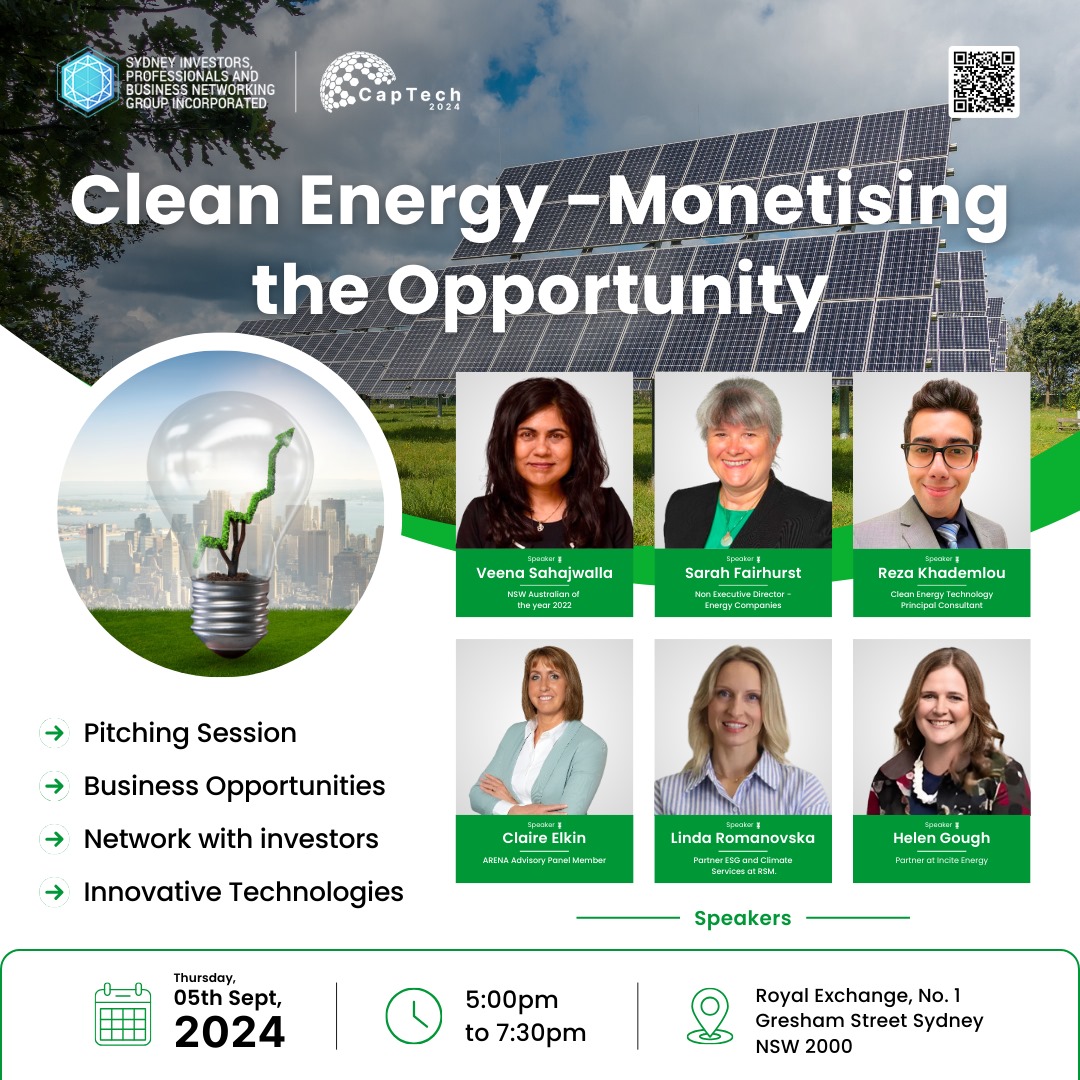 SYDNEY INVESTORS,
PROFESSIONALS AND
BUSINESS NETWORKING
GROUP INCORPORATED
CapTech
2024
Clean Energy -Monetising
the Opportunity
Speaker
Veena Sahajwalla
NSW Australian of
the year 2022
Speaker
Sarah Fairhurst
Non Executive Director -
Energy Companies
Speaker
Reza Khademlou
Clean Energy Technology
Principal Consultant
Speaker
Claire Elkin
ARENA Advisory Panel Member
Speaker
Linda Romanovska
Partner ESG and Climate
Services at RSM.
Speaker
Helen Gough
Partner at Incite Energy
Speakers
Pitching Session
Business Opportunities
Network with investors
Innovative Technologies
Thursday,
05th Sept,
2024
5:00pm
to 7:30pm
Royal Exchange, No. 1
Gresham Street Sydney
NSW 2000